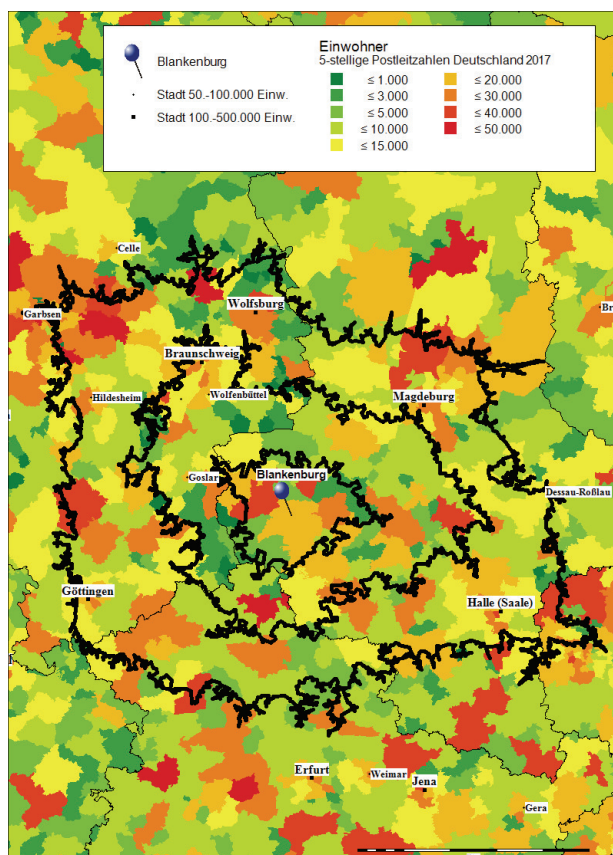 Blankenburg
Stadt 50.-100.000 Einw.
Stadt 100.-500.000 Einw.
Einwohner
5-stellige Postleitzahlen Deutschland 2017
≤ 1.000
≤ 3.000
≤ 5.000
≤ 10.000
≤ 15.000
≤ 20.000
≤ 30.000
≤ 40.000
≤ 50.000
Celle
Garbsen
Wolfsburg
Br
Braunschweig
Hildesheim
Wolfenbüttel
Magdeburg
Goslar
Blankenburg
Dessau-Roßlau
Göttingen
Halle (Saale)
Erfurt
Weimar
Jena
Gera